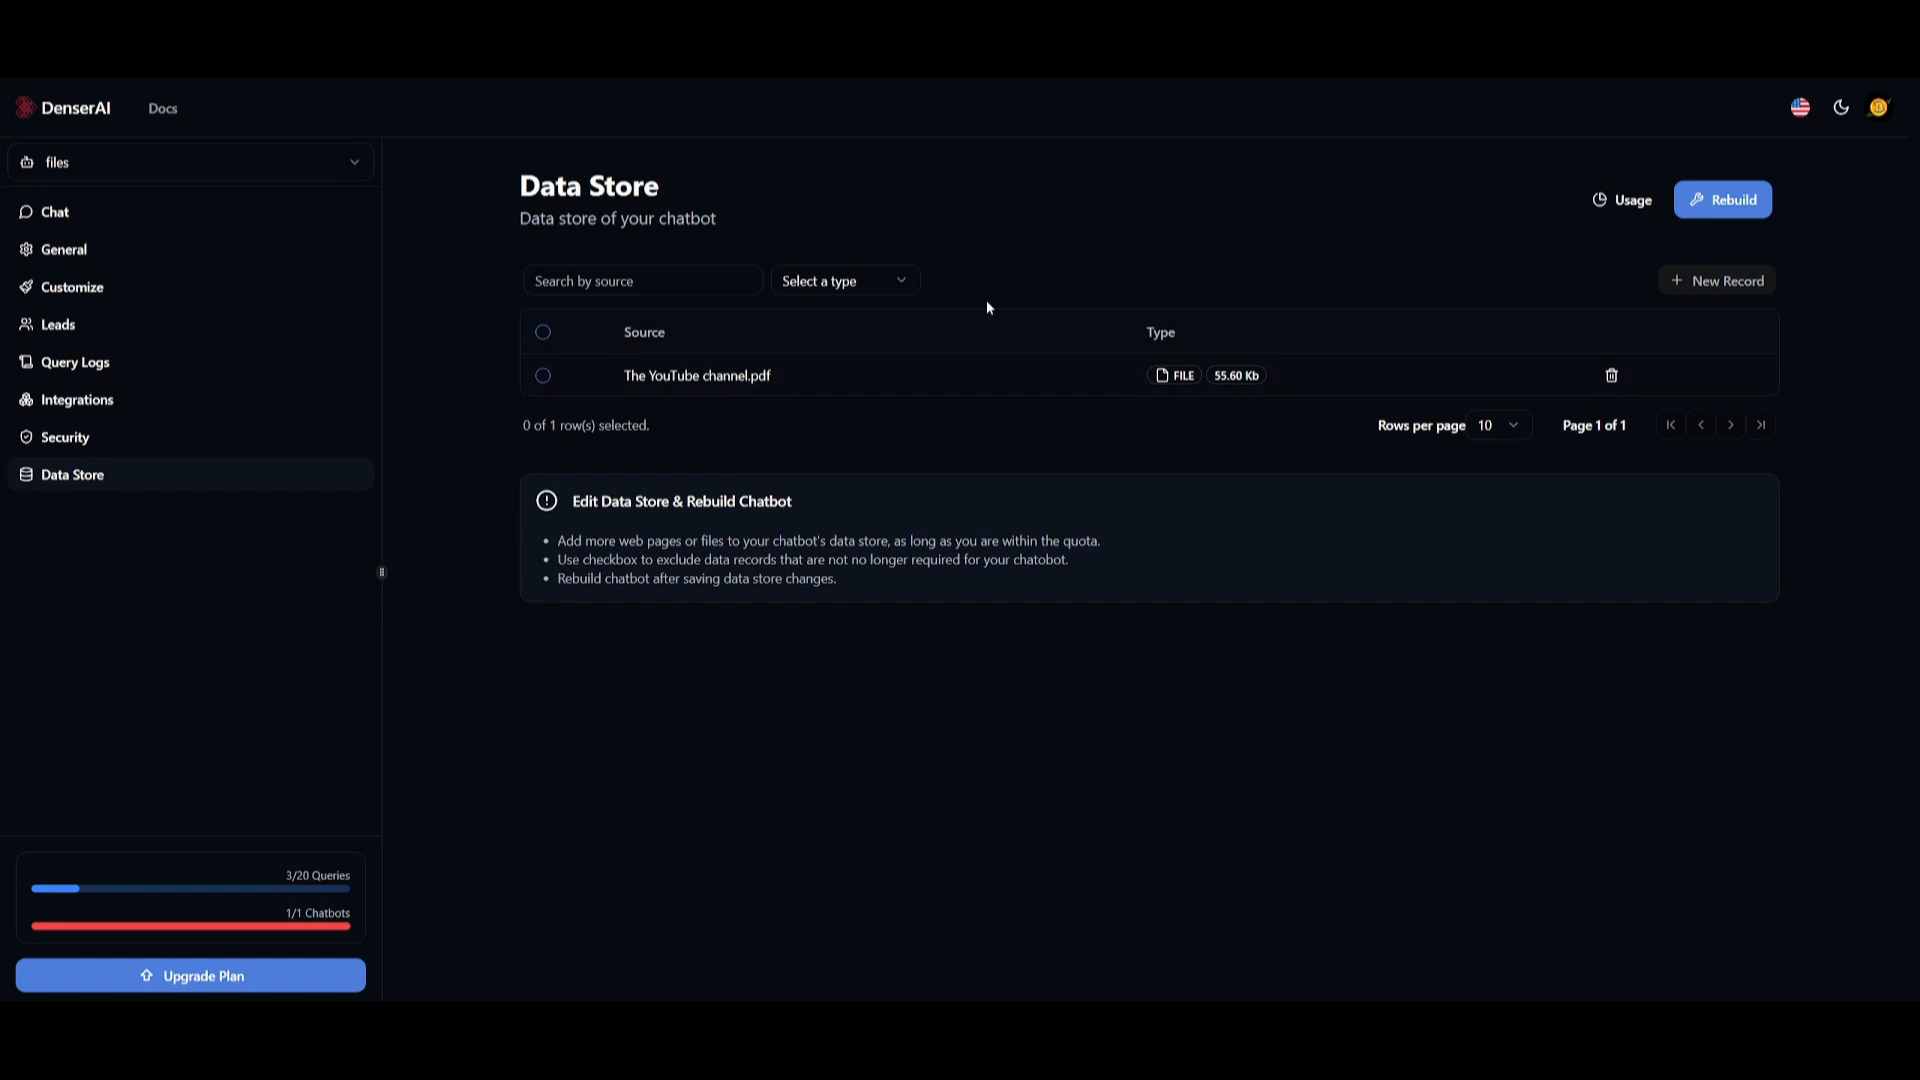 DenserAI
Docs
files
Chat
General
Customize
Leads
Query Logs
Integrations
Security
Data Store
3/20 Queries
1/1 Chatbots
Upgrade Plan
Data Store
Data store of your chatbot
Usage
Rebuild
Search by source
Select a type
New Record
Source Type
The YouTube channel.pdf FILE 55.60 Kb
0 of 1 row(s) selected.
Rows per page 10 Page 1 of 1
Edit Data Store & Rebuild Chatbot
• Add more web pages or files to your chatbot's data store, as long as you are within the quota.
• Use checkbox to exclude data records that are not no longer required for your chatobot.
• Rebuild chatbot after saving data store changes.